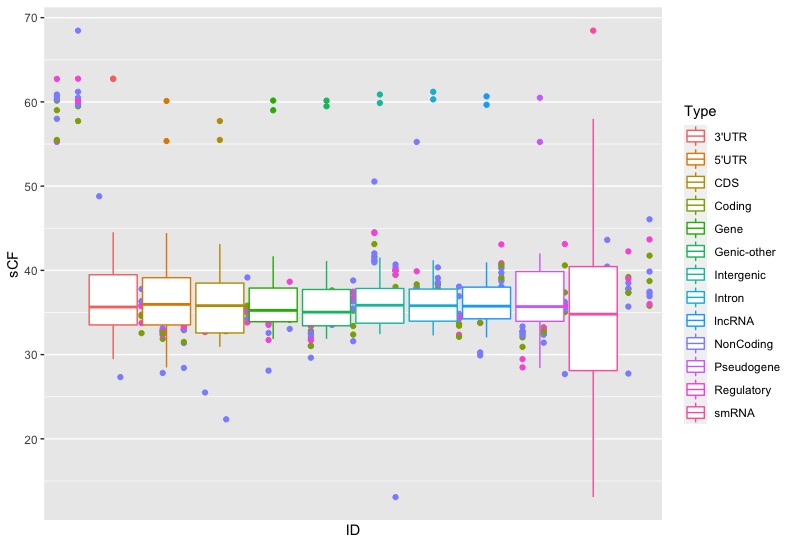 70
60
50
40
30
20
sCF
ID
Type
3'UTR
5'UTR
CDS
Coding
Gene
Genic-other
Intergenic
Intron
lncRNA
NonCoding
Pseudogene
Regulatory
smRNA